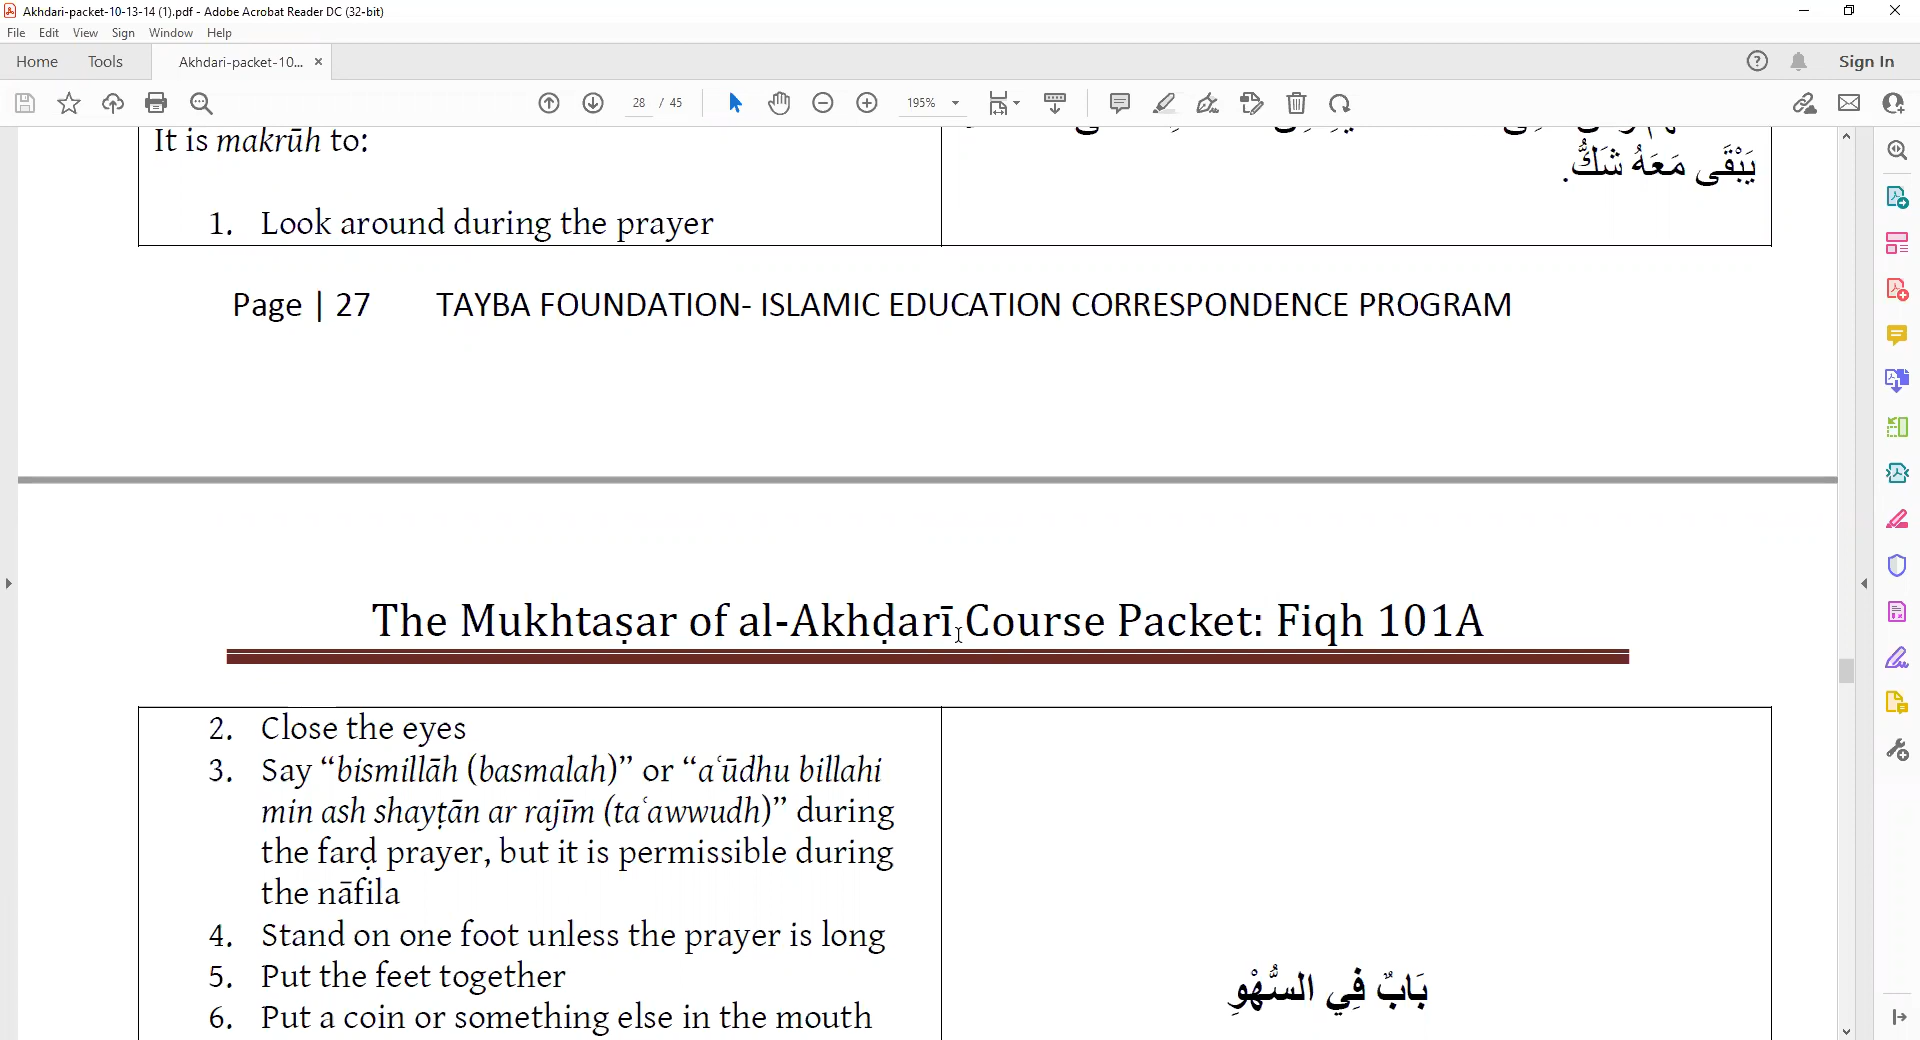 Akhdari-packet-10-13-14 (1).pdf - Adobe Acrobat Reader DC (32-bit)
File Edit View Sign Window Help
Home Tools Akhdari-packet-10... × Sign In
28 / 45 195%
It is makrūh to:
1. Look around during the prayer
يَبْقَى مَعَهُ شَكٌّ.
Page | 27 TAYBA FOUNDATION- ISLAMIC EDUCATION CORRESPONDENCE PROGRAM
The Mukhtaṣar of al-Akhḍarī Course Packet: Fiqh 101A
2. Close the eyes
3. Say “bismillāh (basmalah)” or “aʿūdhu billahi
min ash shayṭān ar rajīm (taʿawwudh)” during
the farḍ prayer, but it is permissible during
the nāfila
4. Stand on one foot unless the prayer is long
5. Put the feet together
6. Put a coin or something else in the mouth
بَابٌ فِي السُّهْوِ